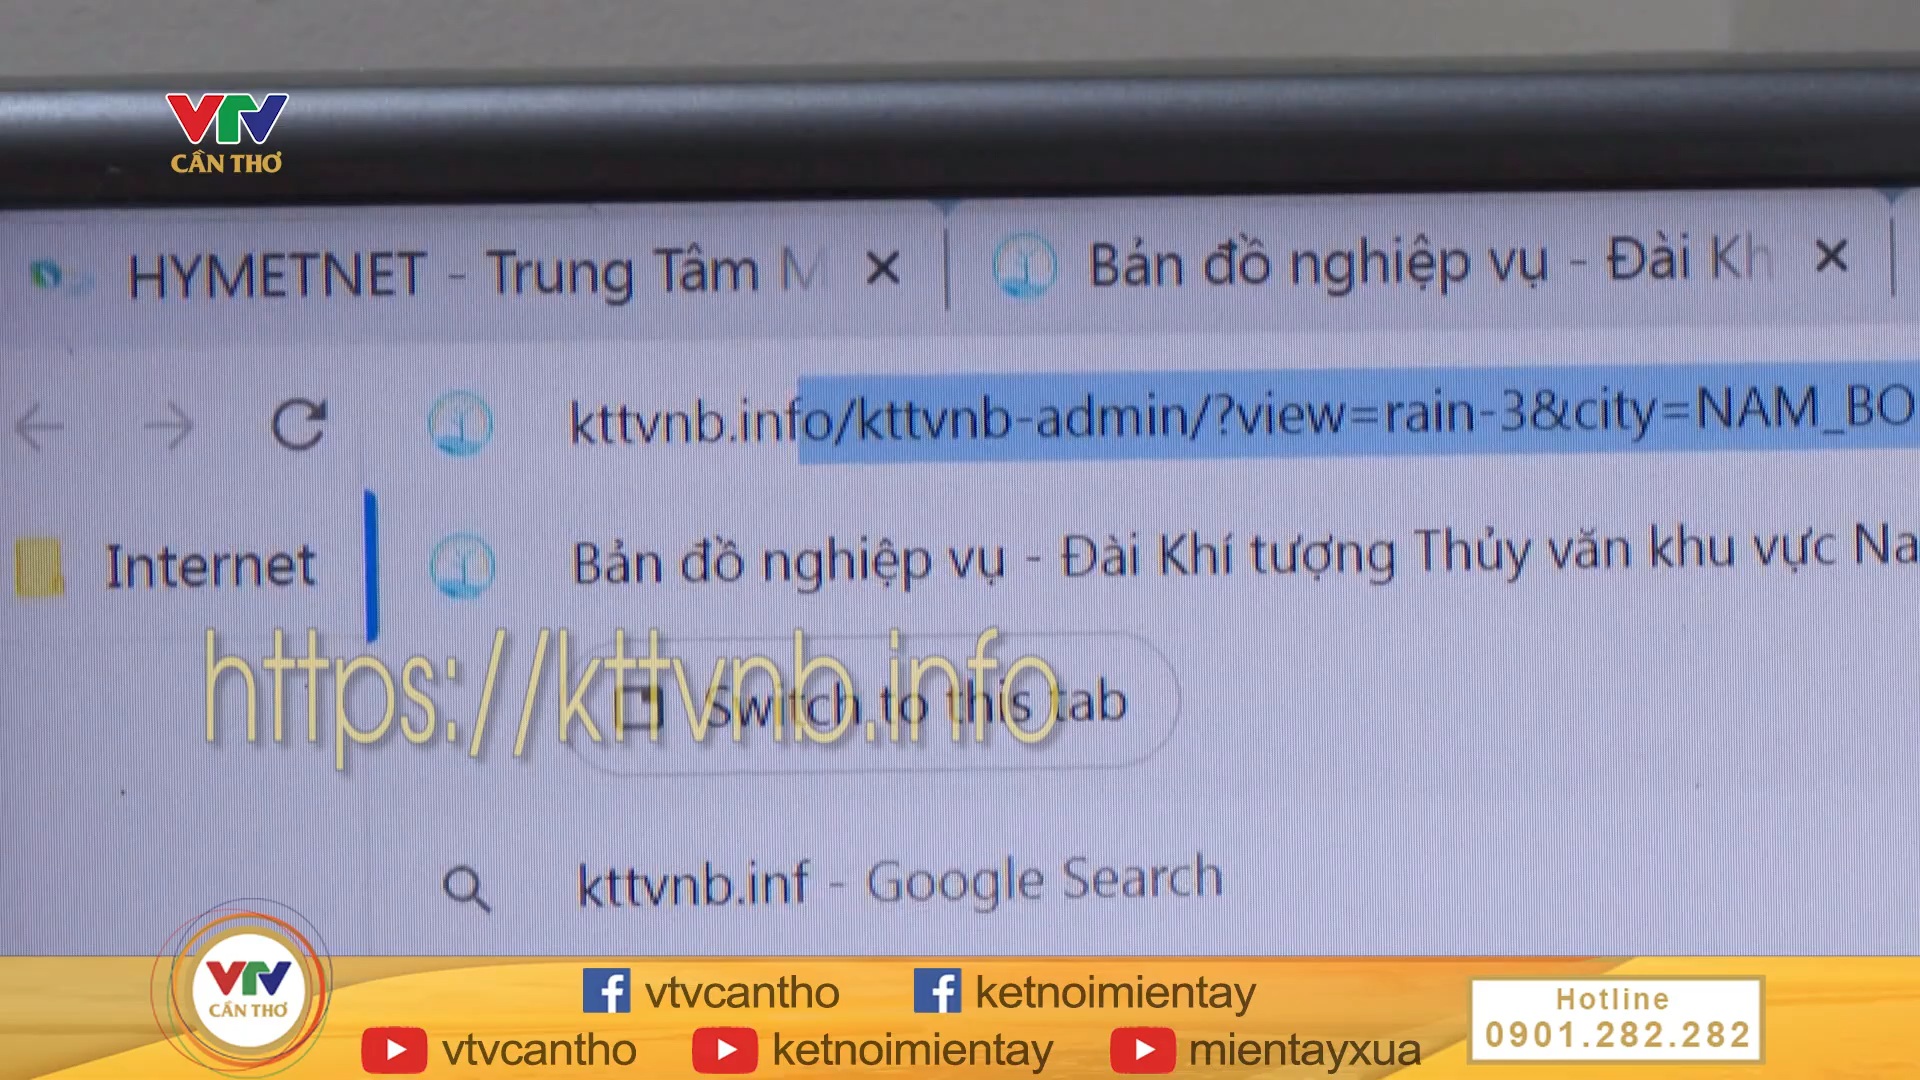 VTV
CẦN THƠ
HYMETNET - Trung Tâm M
Bản đồ nghiệp vụ - Đài Kh
kttvnb.info/kttvnb-admin/?view=rain-3&city=NAM_BO
Internet
Bản đồ nghiệp vụ - Đài Khí tượng Thủy văn khu vực Na
https://kttvnb.info
Switch to this tab
kttvnb.inf - Google Search
VTV
CẦN THƠ
vtvcantho
ketnoimientay
vtvcantho
ketnoimientay
mientayxua
Hotline
0901.282.282